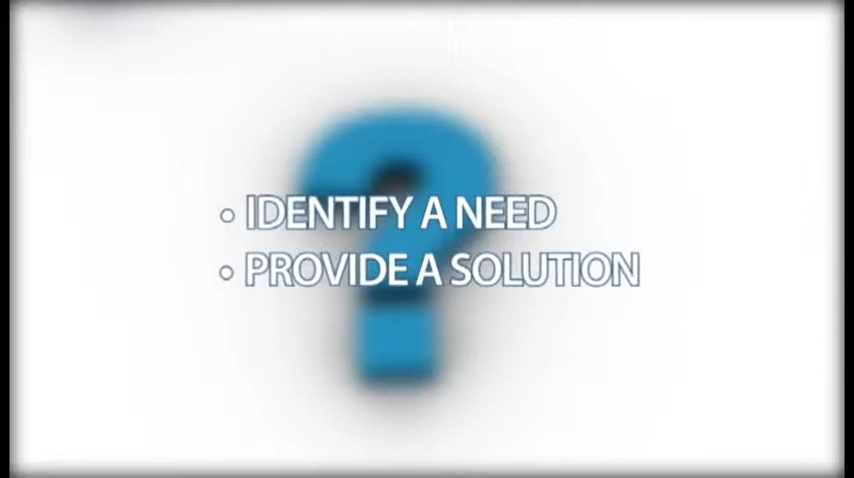 • IDENTIFY A NEED
• PROVIDE A SOLUTION